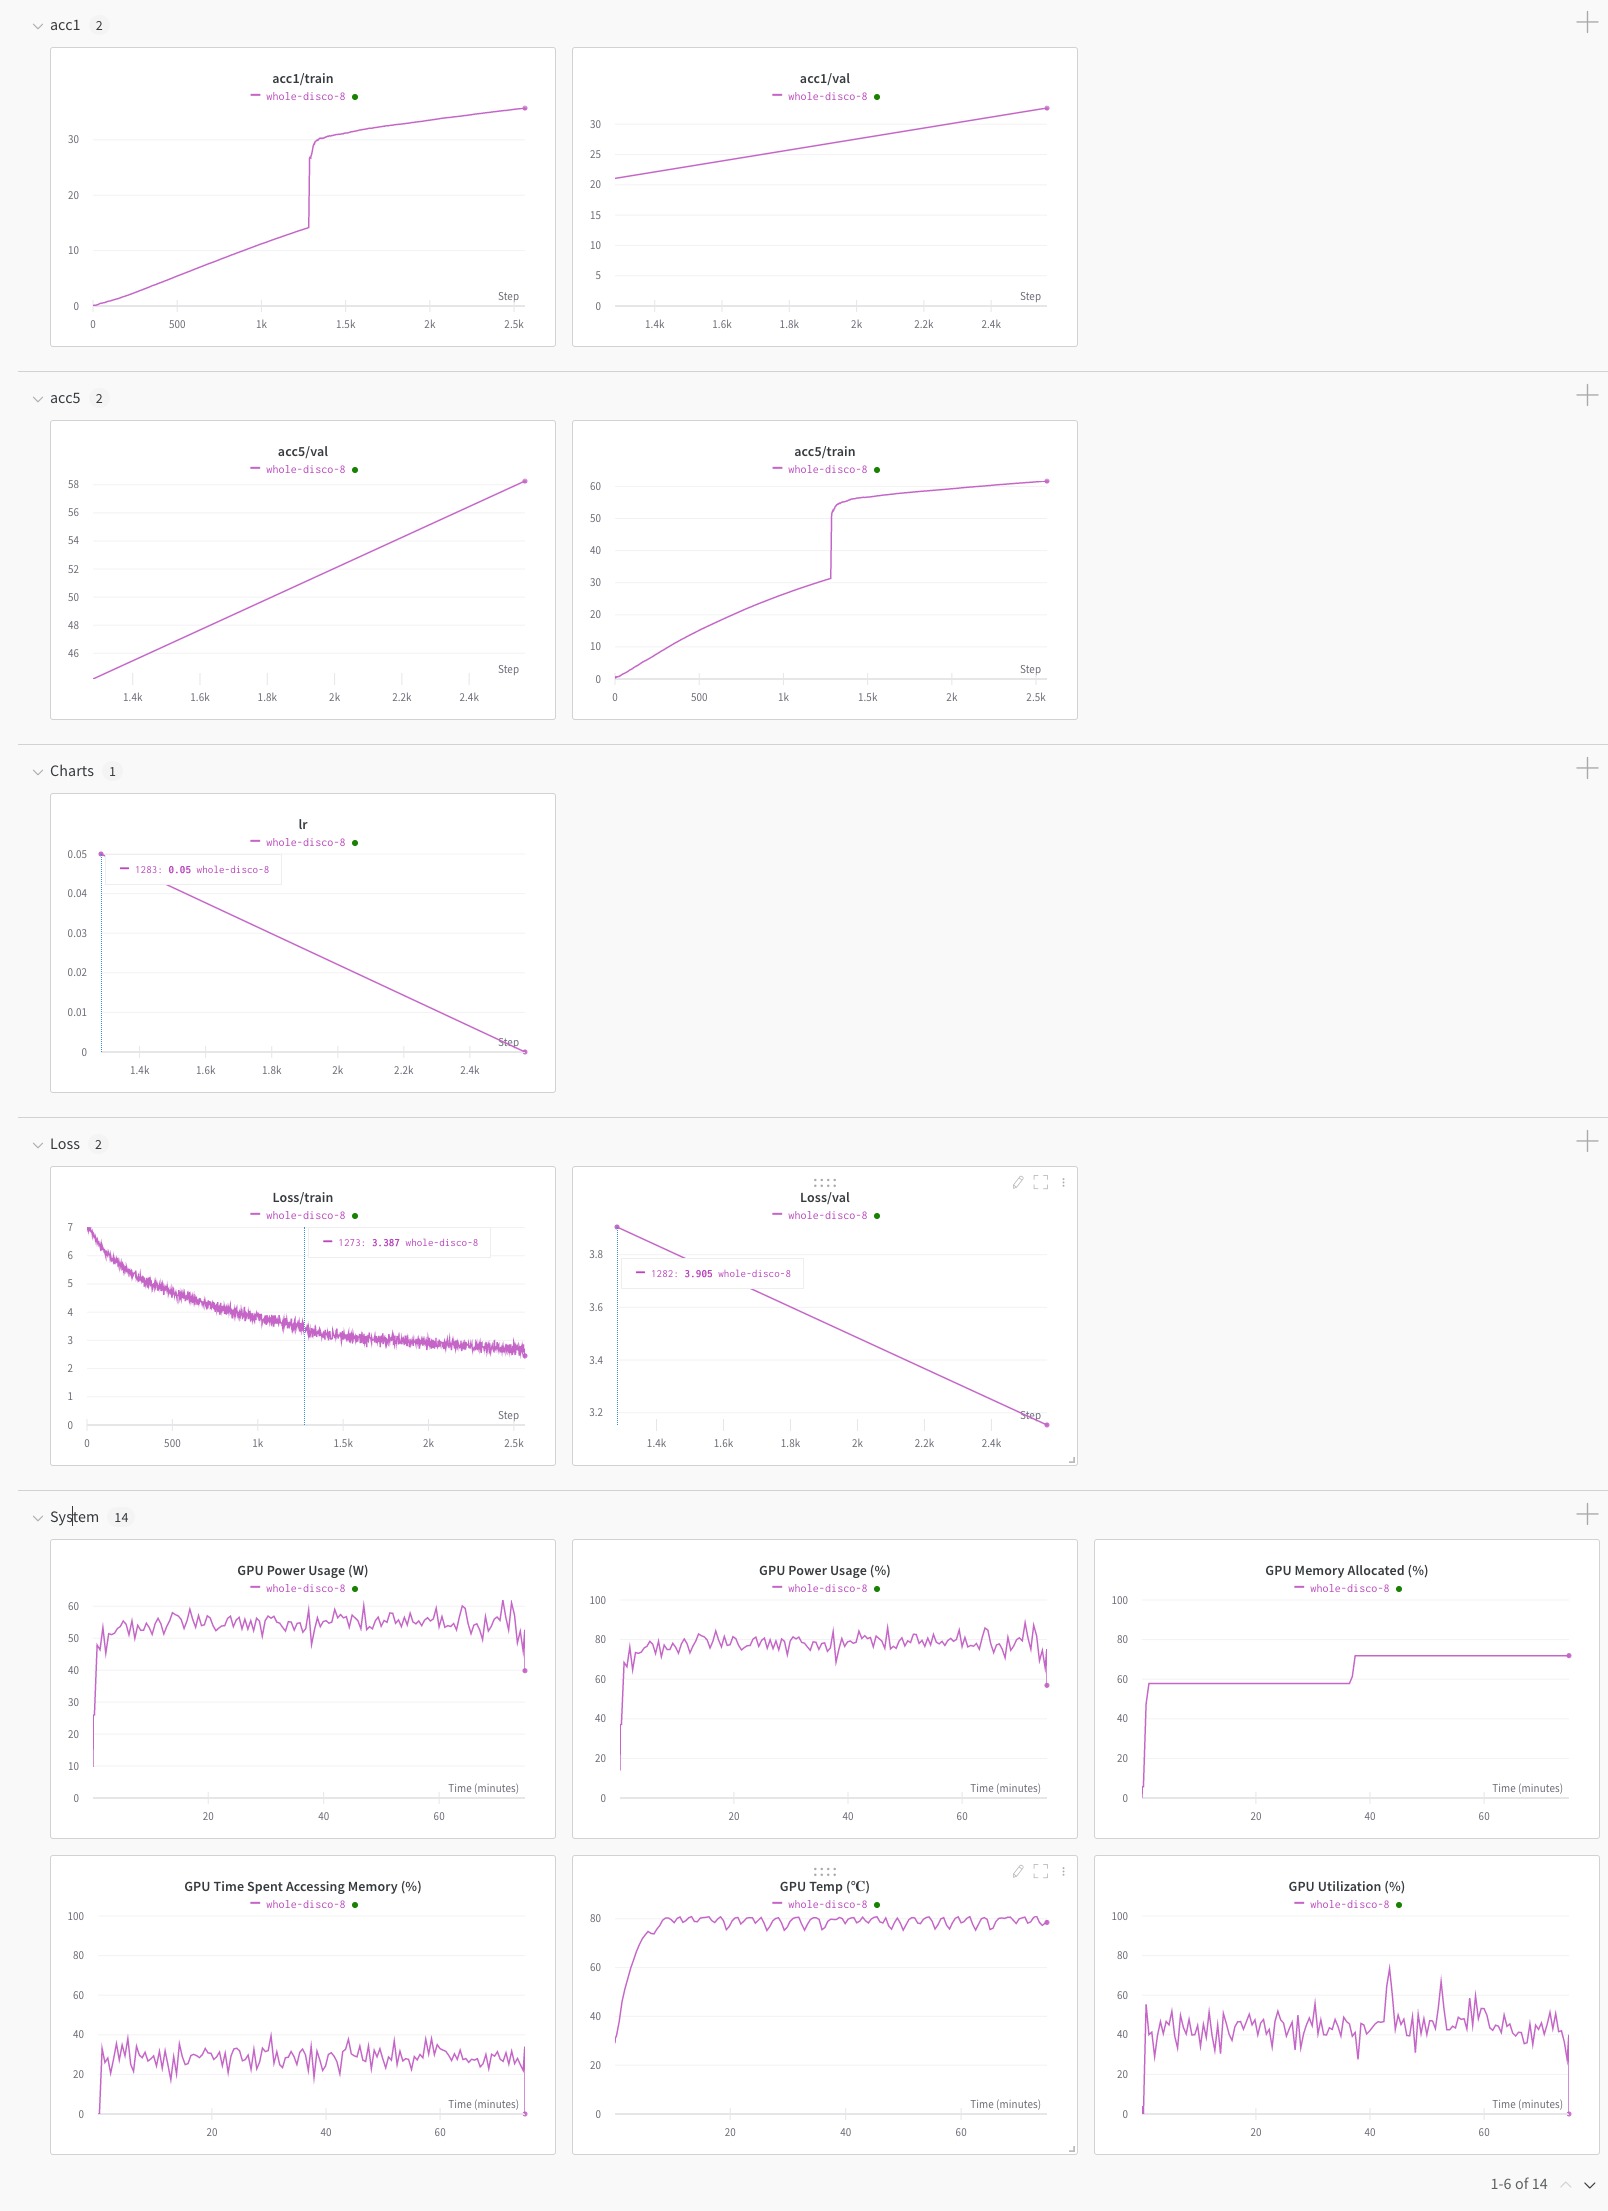 acc1 2
acc1/train
whole-disco-8
30
20
10
0
Step
0 500 1k 1.5k 2k 2.5k
acc1/val
whole-disco-8
30
25
20
15
10
5
0
Step
1.4k 1.6k 1.8k 2k 2.2k 2.4k
acc5 2
acc5/val
whole-disco-8
58
56
54
52
50
48
46
Step
1.4k 1.6k 1.8k 2k 2.2k 2.4k
acc5/train
whole-disco-8
60
50
40
30
20
10
0
Step
0 500 1k 1.5k 2k 2.5k
Charts 1
lr
whole-disco-8
0.05
1283: 0.05 whole-disco-8
0.04
0.03
0.02
0.01
Step
0
1.4k 1.6k 1.8k 2k 2.2k 2.4k
Loss 2
Loss/train
whole-disco-8
7
1273: 3.387 whole-disco-8
6
5
4
3
2
1
Step
0
0 500 1k 1.5k 2k 2.5k
Loss/val
whole-disco-8
3.8
1282: 3.905 whole-disco-8
3.6
3.4
3.2
Step
1.4k 1.6k 1.8k 2k 2.2k 2.4k
System 14
GPU Power Usage (W)
whole-disco-8
60
50
40
30
20
10
Time (minutes)
0
20 40 60
GPU Power Usage (%)
whole-disco-8
100
80
60
40
20
Time (minutes)
0
20 40 60
GPU Memory Allocated (%)
whole-disco-8
100
80
60
40
20
Time (minutes)
0
20 40 60
GPU Time Spent Accessing Memory (%)
whole-disco-8
100
80
60
40
20
Time (minutes)
0
20 40 60
GPU Temp (℃)
whole-disco-8
80
60
40
20
Time (minutes)
0
20 40 60
GPU Utilization (%)
whole-disco-8
100
80
60
40
20
Time (minutes)
0
20 40 60
1-6 of 14